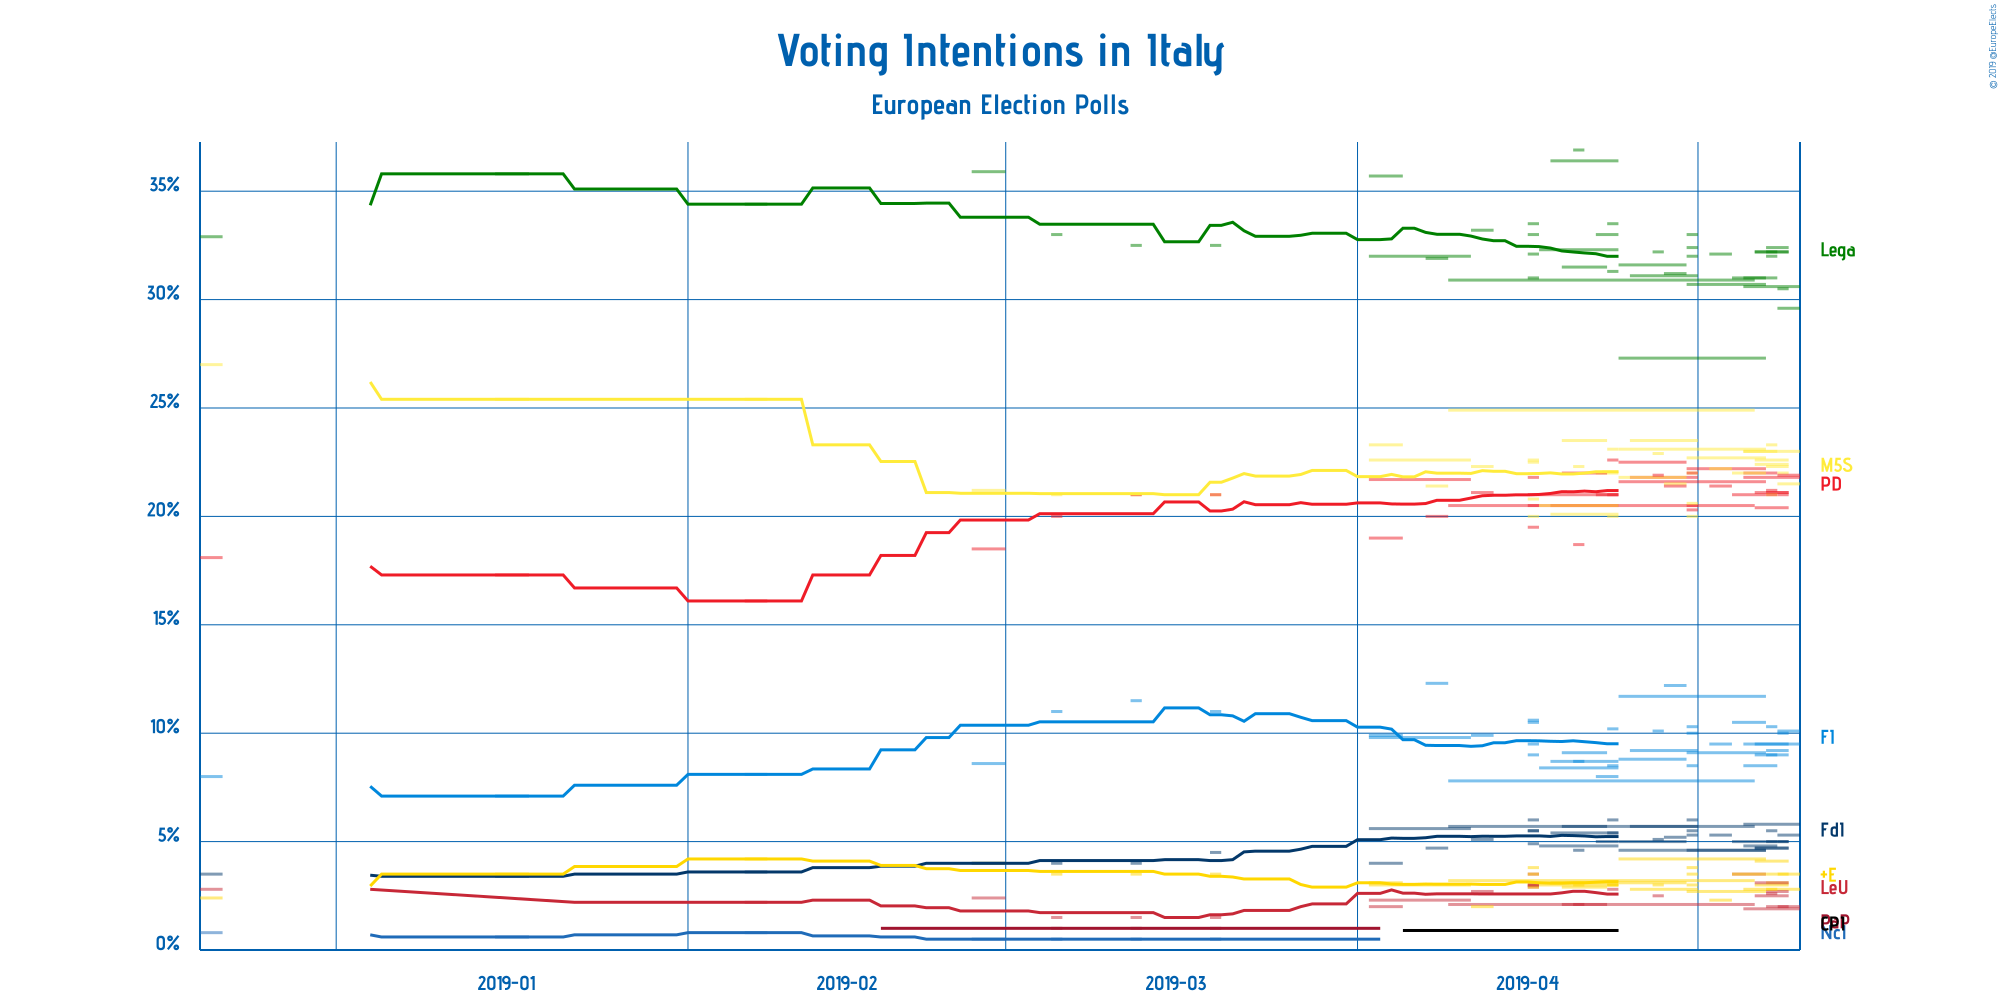 © 2019 @EuropeElects
Voting Intentions in Italy
European Election Polls
35%
30%
25%
20%
15%
10%
5%
0%
Lega
M5S
PD
FI
FdI
+E
LeU
NcI
2019-01
2019-02
2019-03
2019-04